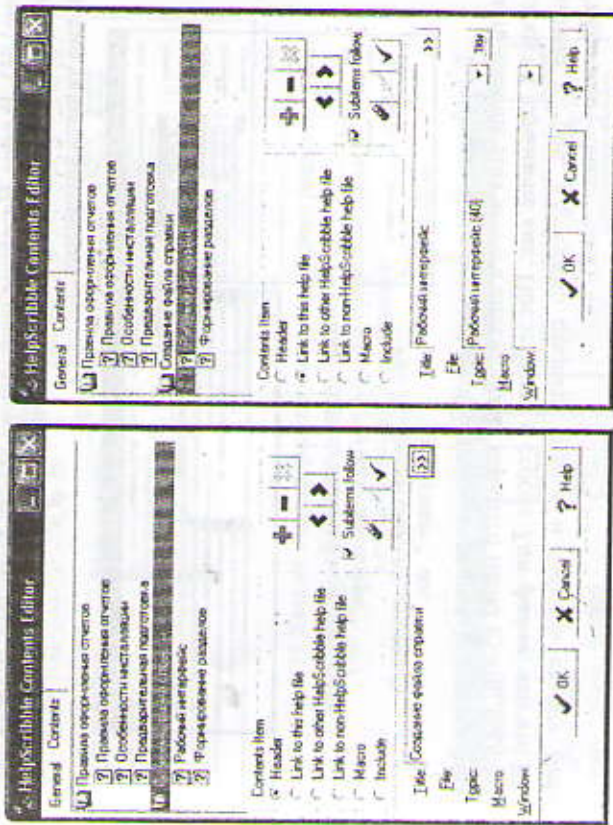 HelpScribble Contents Editor
General Contents
Правила оформления отчетов
Правила оформления отчетов
Особенности инсталляции
Предварительная подготовка
Рабочий интерфейс
Формирование разделов
Contents Item
Header
Link to this help file
Link to other HelpScribble help file
Link to non-HelpScribble help file
Macro
Include
Subitems follow
Title Создание файла справки
>>
File
Topic
Macro
Window
OK
Cancel
? Help
HelpScribble Contents Editor
General Contents
Правила оформления отчетов
Правила оформления отчетов
Особенности инсталляции
Предварительная подготовка
Создание файла справки
Формирование разделов
Contents Item
Header
Link to this help file
Link to other HelpScribble help file
Link to non-HelpScribble help file
Macro
Include
Subitems follow
Title Рабочий интерфейс
>>
File
Topic: Рабочий интерфейс {40}
Title
Macro
Window
OK
Cancel
? Help